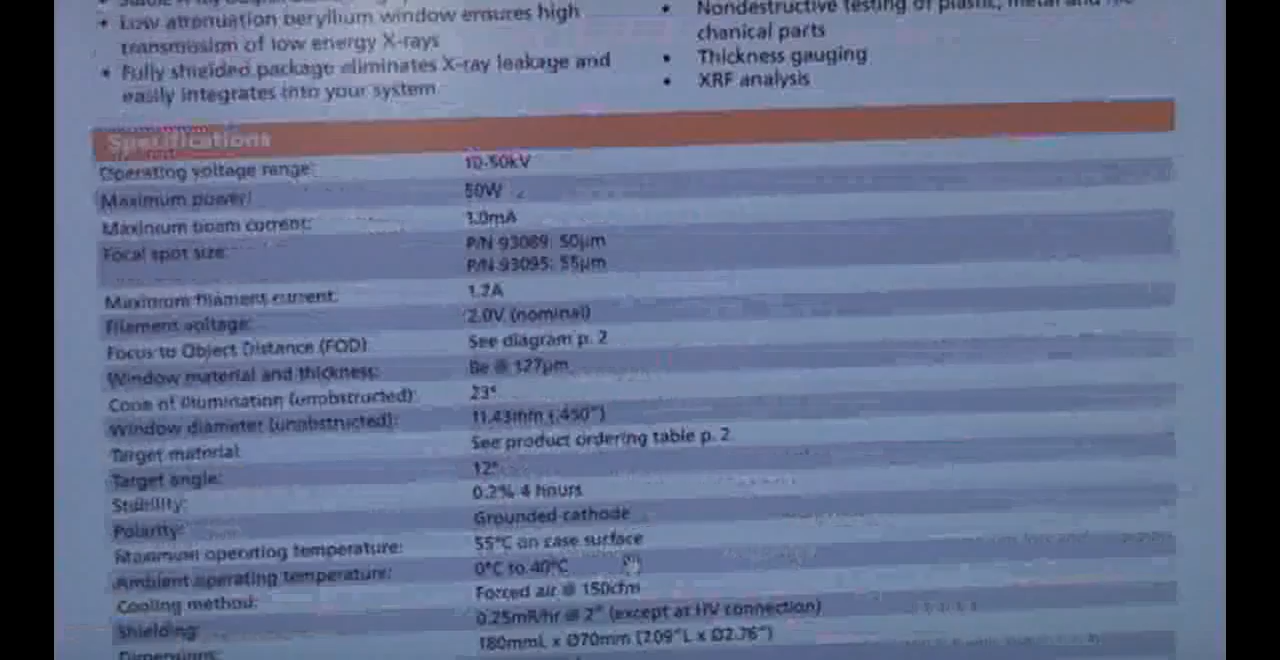 Low attenuation beryllium window ensures high
transmission of low energy X-rays
Fully shielded package eliminates X-ray leakage and
easily integrates into your system
Nondestructive testing of plastic, metal and
chanical parts
Thickness gauging
XRF analysis
Specifications
Operating voltage range: 10-50kV
Maximum power: 50W
Maximum beam current: 1.0mA
Focal spot size: P/N 93089: 50µm
P/N 93095: 55µm
Maximum filament current: 1.2A
Filament voltage: 2.0V (nominal)
Focus to Object Distance (FOD) See diagram p. 2
Window material and thickness: Be @ 127µm
Cone of illumination (unobstructed): 23°
Window diameter (unobstructed): 11.43mm (.450")
Target material See product ordering table p. 2
Target angle: 12°
Stability: 0.2% 4 hours
Polarity: Grounded cathode
Maximum operating temperature: 55°C on case surface
Ambient operating temperature: 0°C to 40°C
Cooling method: Forced air @ 150cfm
Shielding: 0.25mR/hr @ 2" (except at HV connection)
Dimensions: 180mmL x Ø70mm (7.09"L x Ø2.76")